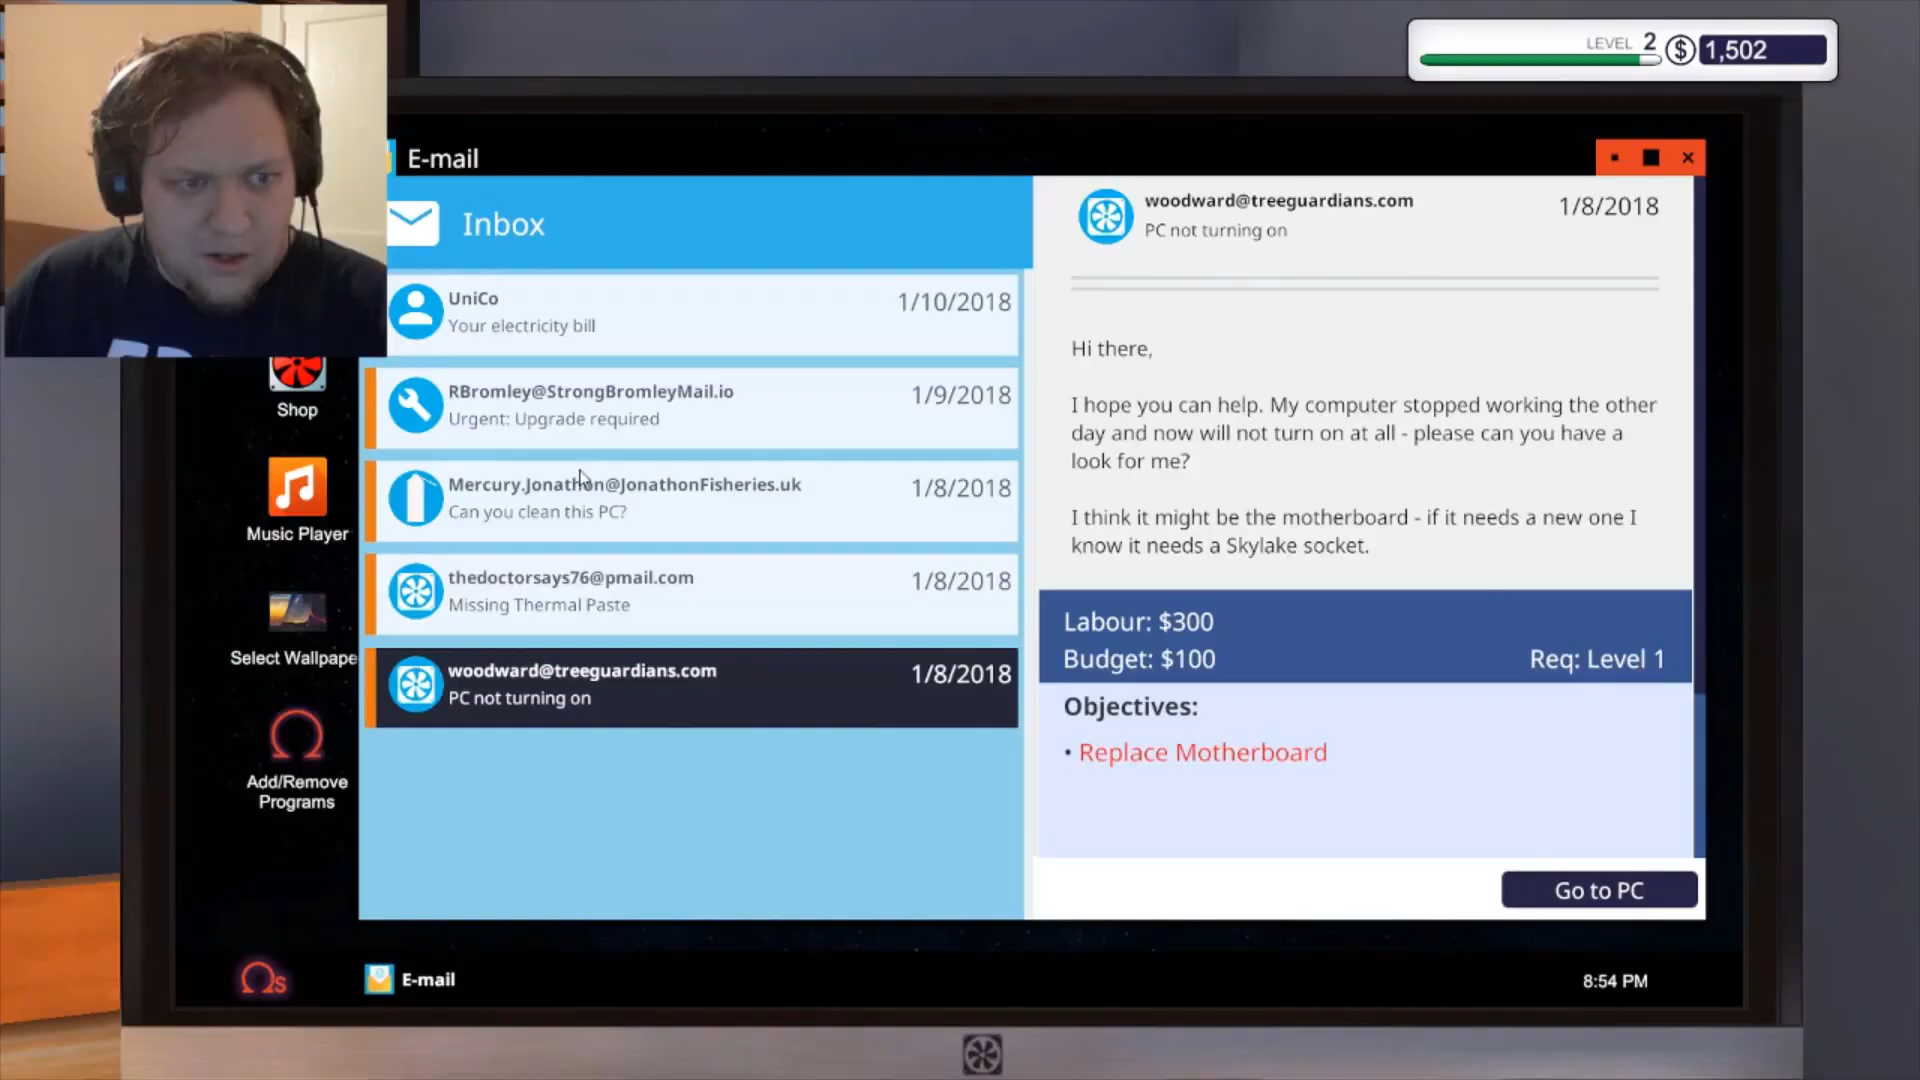 LEVEL 2 $ 1,502
E-mail
Inbox
UniCo 1/10/2018
Your electricity bill
RBromley@StrongBromleyMail.io 1/9/2018
Urgent: Upgrade required
Mercury.Jonathon@JonathonFisheries.uk 1/8/2018
Can you clean this PC?
thedoctorsays76@pmail.com 1/8/2018
Missing Thermal Paste
woodward@treeguardians.com 1/8/2018
PC not turning on
woodward@treeguardians.com 1/8/2018
PC not turning on
Hi there,
I hope you can help. My computer stopped working the other
day and now will not turn on at all - please can you have a
look for me?
I think it might be the motherboard - if it needs a new one I
know it needs a Skylake socket.
Labour: $300
Budget: $100 Req: Level 1
Objectives:
• Replace Motherboard
Go to PC
Shop
Music Player
Select Wallpape
Add/Remove
Programs
Ωs E-mail 8:54 PM